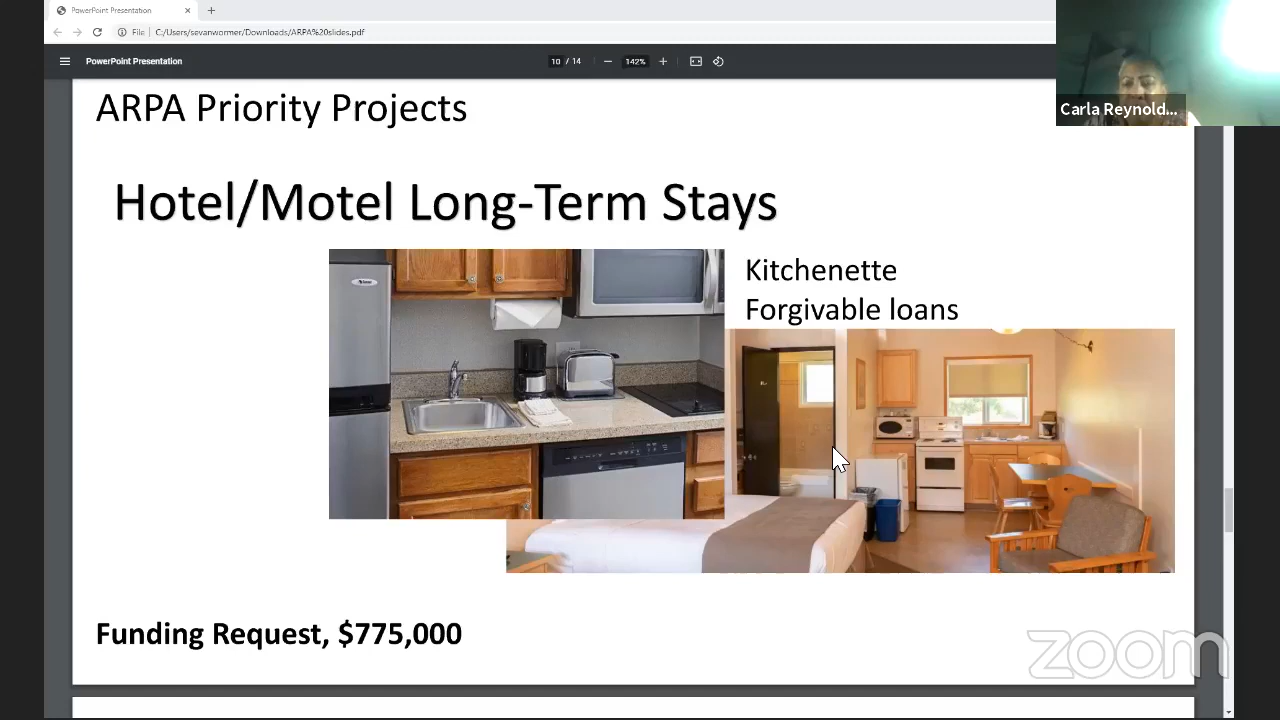 PowerPoint Presentation
File
C:/Users/sevanwormer/Downloads/ARPA%20slides.pdf
PowerPoint Presentation
10 / 14
142%
Carla Reynold...
ARPA Priority Projects
Hotel/Motel Long-Term Stays
Kitchenette
Forgivable loans
Funding Request, $775,000
zoom